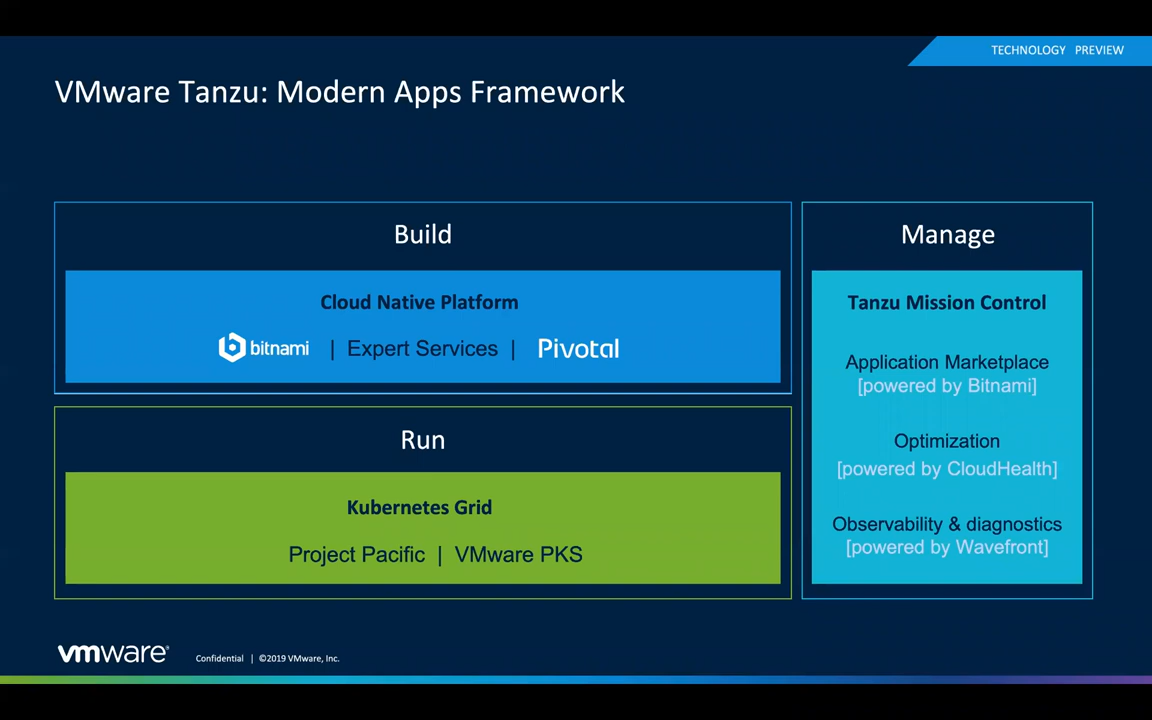 TECHNOLOGY PREVIEW
VMware Tanzu: Modern Apps Framework
Build
Cloud Native Platform
bitnami | Expert Services | Pivotal
Run
Kubernetes Grid
Project Pacific | VMware PKS
Manage
Tanzu Mission Control
Application Marketplace
[powered by Bitnami]
Optimization
[powered by CloudHealth]
Observability & diagnostics
[powered by Wavefront]
vmware® Confidential | ©2019 VMware, Inc.